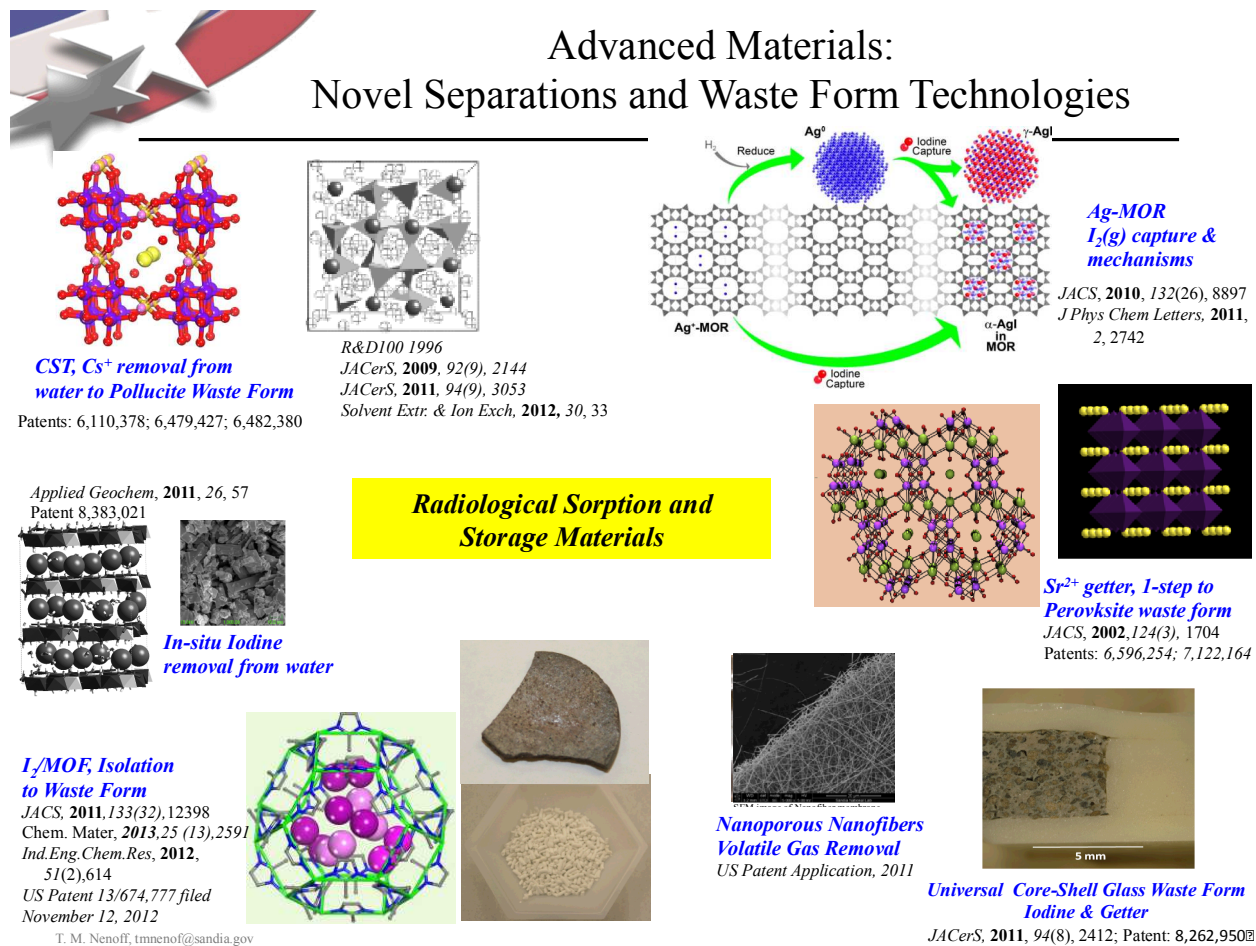 Advanced Materials:
Novel Separations and Waste Form Technologies
CST, Cs⁺ removal from
water to Pollucite Waste Form
Patents: 6,110,378; 6,479,427; 6,482,380
R&D100 1996
JACerS, 2009, 92(9), 2144
JACerS, 2011, 94(9), 3053
Solvent Extr. & Ion Exch, 2012, 30, 33
H₂
Reduce
Ag⁰
Iodine
Capture
γ-AgI
Ag⁺-MOR
α-AgI
in
MOR
Iodine
Capture
Ag-MOR
I₂(g) capture &
mechanisms
JACS, 2010, 132(26), 8897
J Phys Chem Letters, 2011,
2, 2742
Applied Geochem, 2011, 26, 57
Patent 8,383,021
In-situ Iodine
removal from water
Radiological Sorption and
Storage Materials
Sr²⁺ getter, 1-step to
Perovksite waste form
JACS, 2002,124(3), 1704
Patents: 6,596,254; 7,122,164
I₂/MOF, Isolation
to Waste Form
JACS, 2011,133(32),12398
Chem. Mater, 2013,25 (13),2591
Ind.Eng.Chem.Res, 2012,
51(2),614
US Patent 13/674,777 filed
November 12, 2012
Nanoporous Nanofibers
Volatile Gas Removal
US Patent Application, 2011
5 mm
Universal Core-Shell Glass Waste Form
Iodine & Getter
JACerS, 2011, 94(8), 2412; Patent: 8,262,950
T. M. Nenoff, tmnenof@sandia.gov